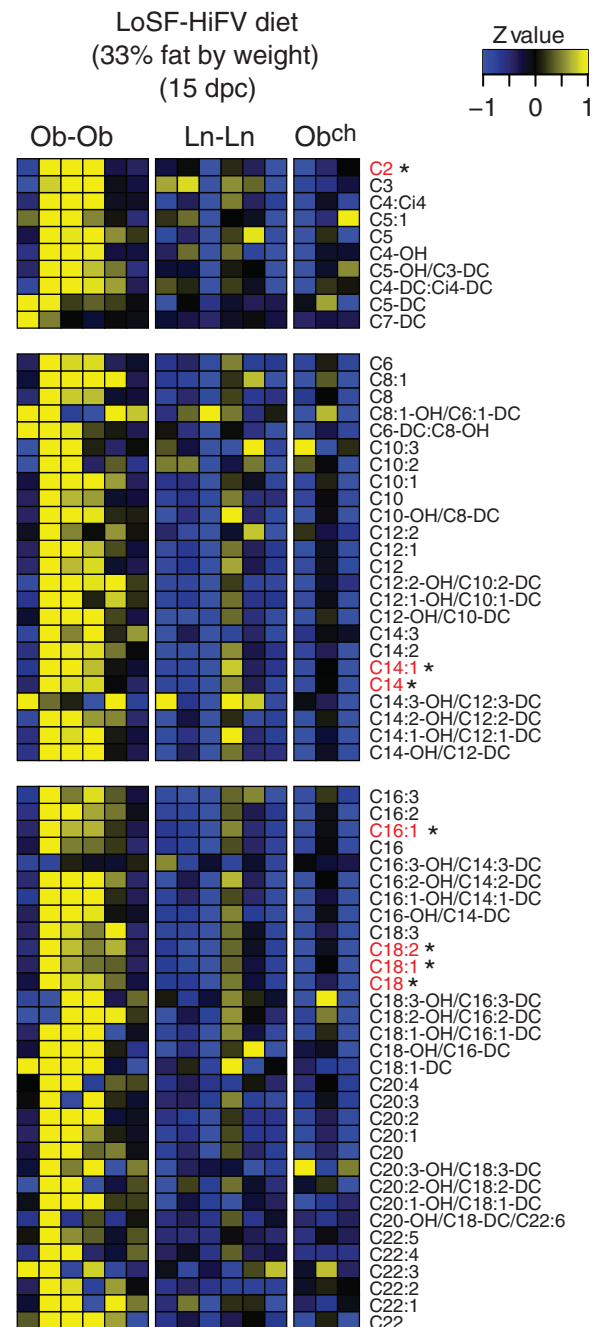 LoSF-HiFV diet
(33% fat by weight)
(15 dpc)
Z value
−1 0 1
Ob-Ob Ln-Ln Obch
C2 *
C3
C4:Ci4
C5:1
C5
C4-OH
C5-OH/C3-DC
C4-DC:Ci4-DC
C5-DC
C7-DC
C6
C8:1
C8
C8:1-OH/C6:1-DC
C6-DC:C8-OH
C10:3
C10:2
C10:1
C10
C10-OH/C8-DC
C12:2
C12:1
C12
C12:2-OH/C10:2-DC
C12:1-OH/C10:1-DC
C12-OH/C10-DC
C14:3
C14:2
C14:1 *
C14 *
C14:3-OH/C12:3-DC
C14:2-OH/C12:2-DC
C14:1-OH/C12:1-DC
C14-OH/C12-DC
C16:3
C16:2
C16:1 *
C16
C16:3-OH/C14:3-DC
C16:2-OH/C14:2-DC
C16:1-OH/C14:1-DC
C16-OH/C14-DC
C18:3
C18:2 *
C18:1 *
C18 *
C18:3-OH/C16:3-DC
C18:2-OH/C16:2-DC
C18:1-OH/C16:1-DC
C18-OH/C16-DC
C18:1-DC
C20:4
C20:3
C20:2
C20:1
C20
C20:3-OH/C18:3-DC
C20:2-OH/C18:2-DC
C20:1-OH/C18:1-DC
C20-OH/C18-DC/C22:6
C22:5
C22:4
C22:3
C22:2
C22:1
C22